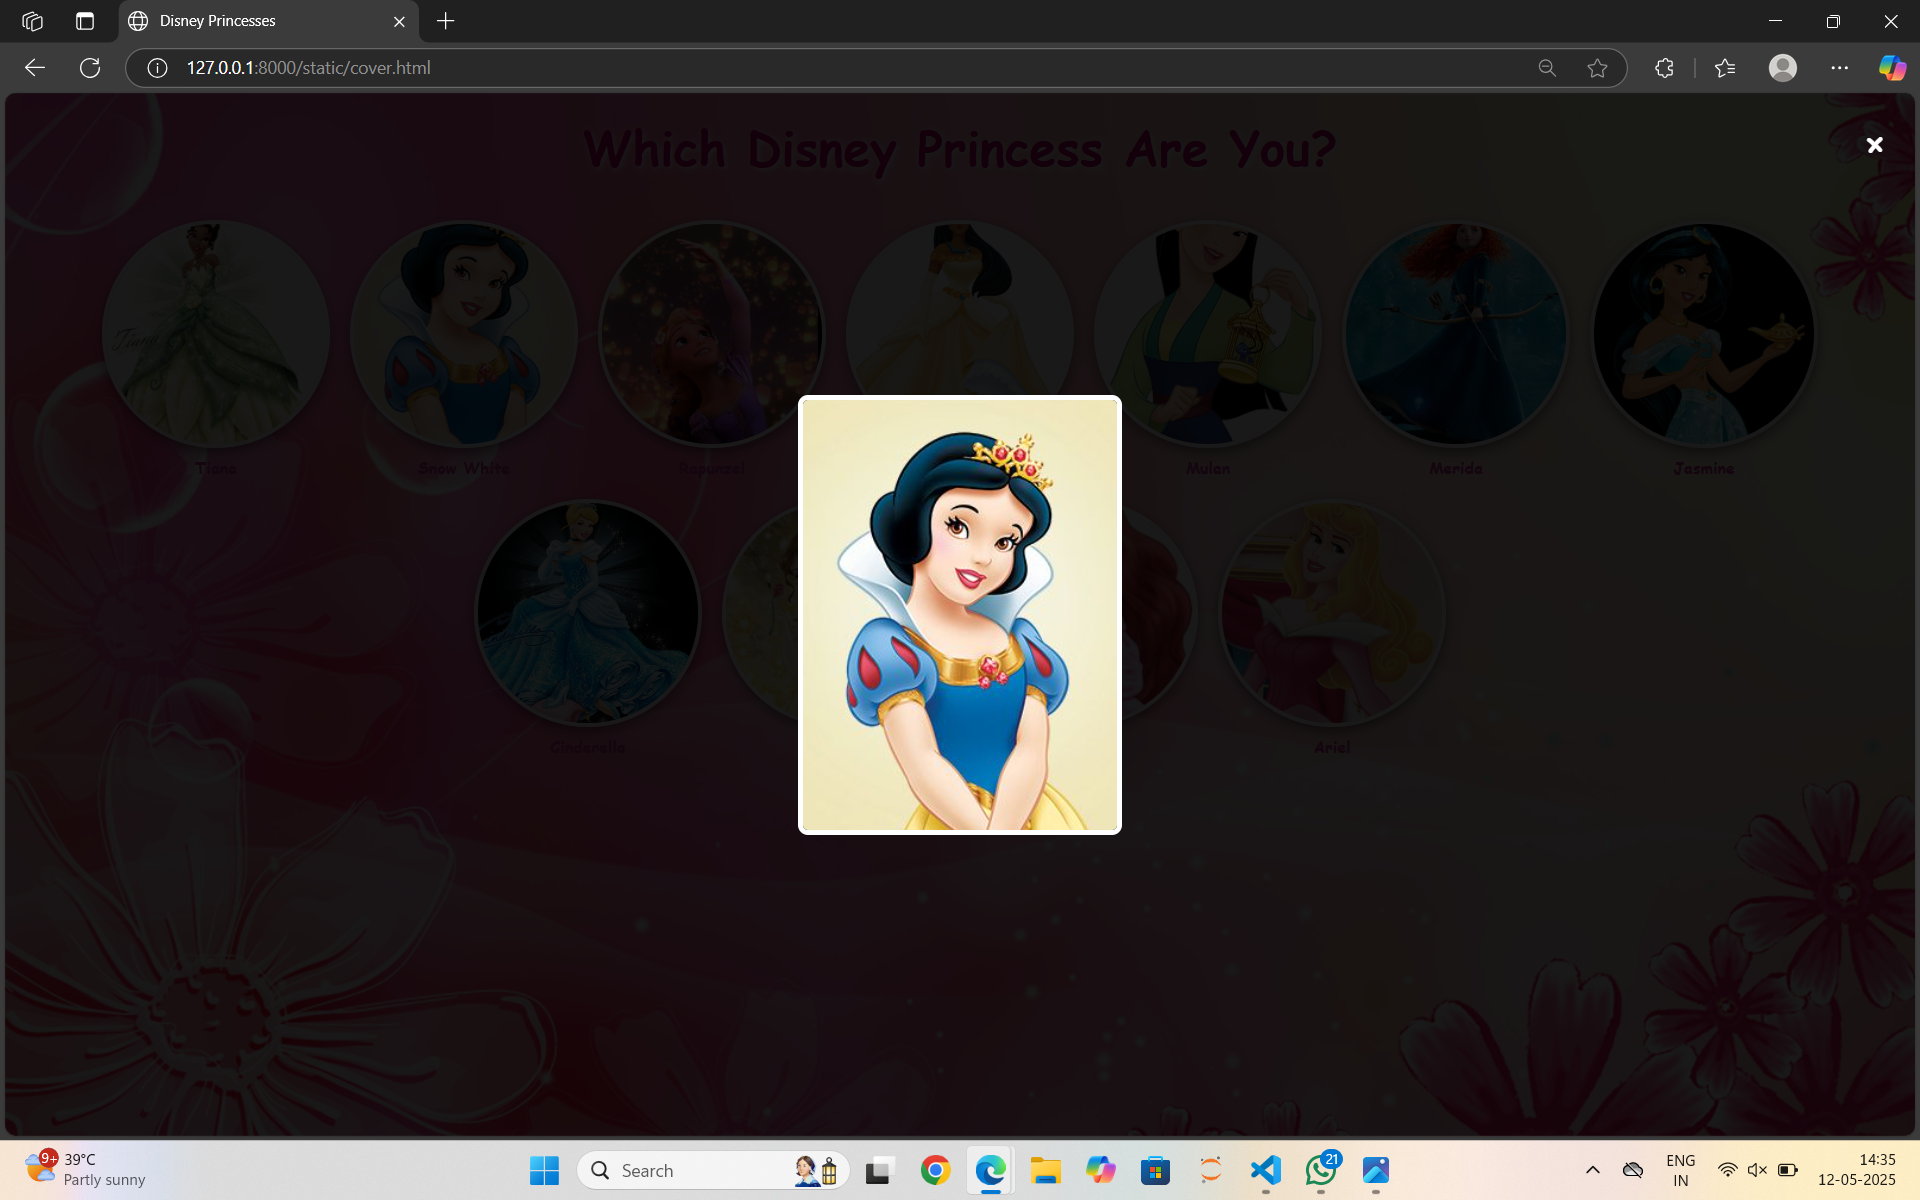 Disney Princesses
127.0.0.1:8000/static/cover.html
Which Disney Princess Are You?
Tiana
Tiana
Snow White
Rapunzel
Mulan
Merida
Jasmine
Cinderella
Ariel
9+
39°C
Partly sunny
Search
21
ENG
IN
14:35
12-05-2025